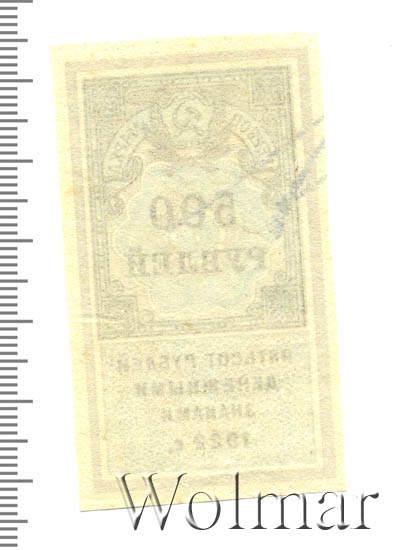 500
РУБЛЕЙ
ПЯТЬСОТ РУБЛЕЙ
ДЕНЕЖНЫМИ
ЗНАКАМИ
1922 г.
Wolmar